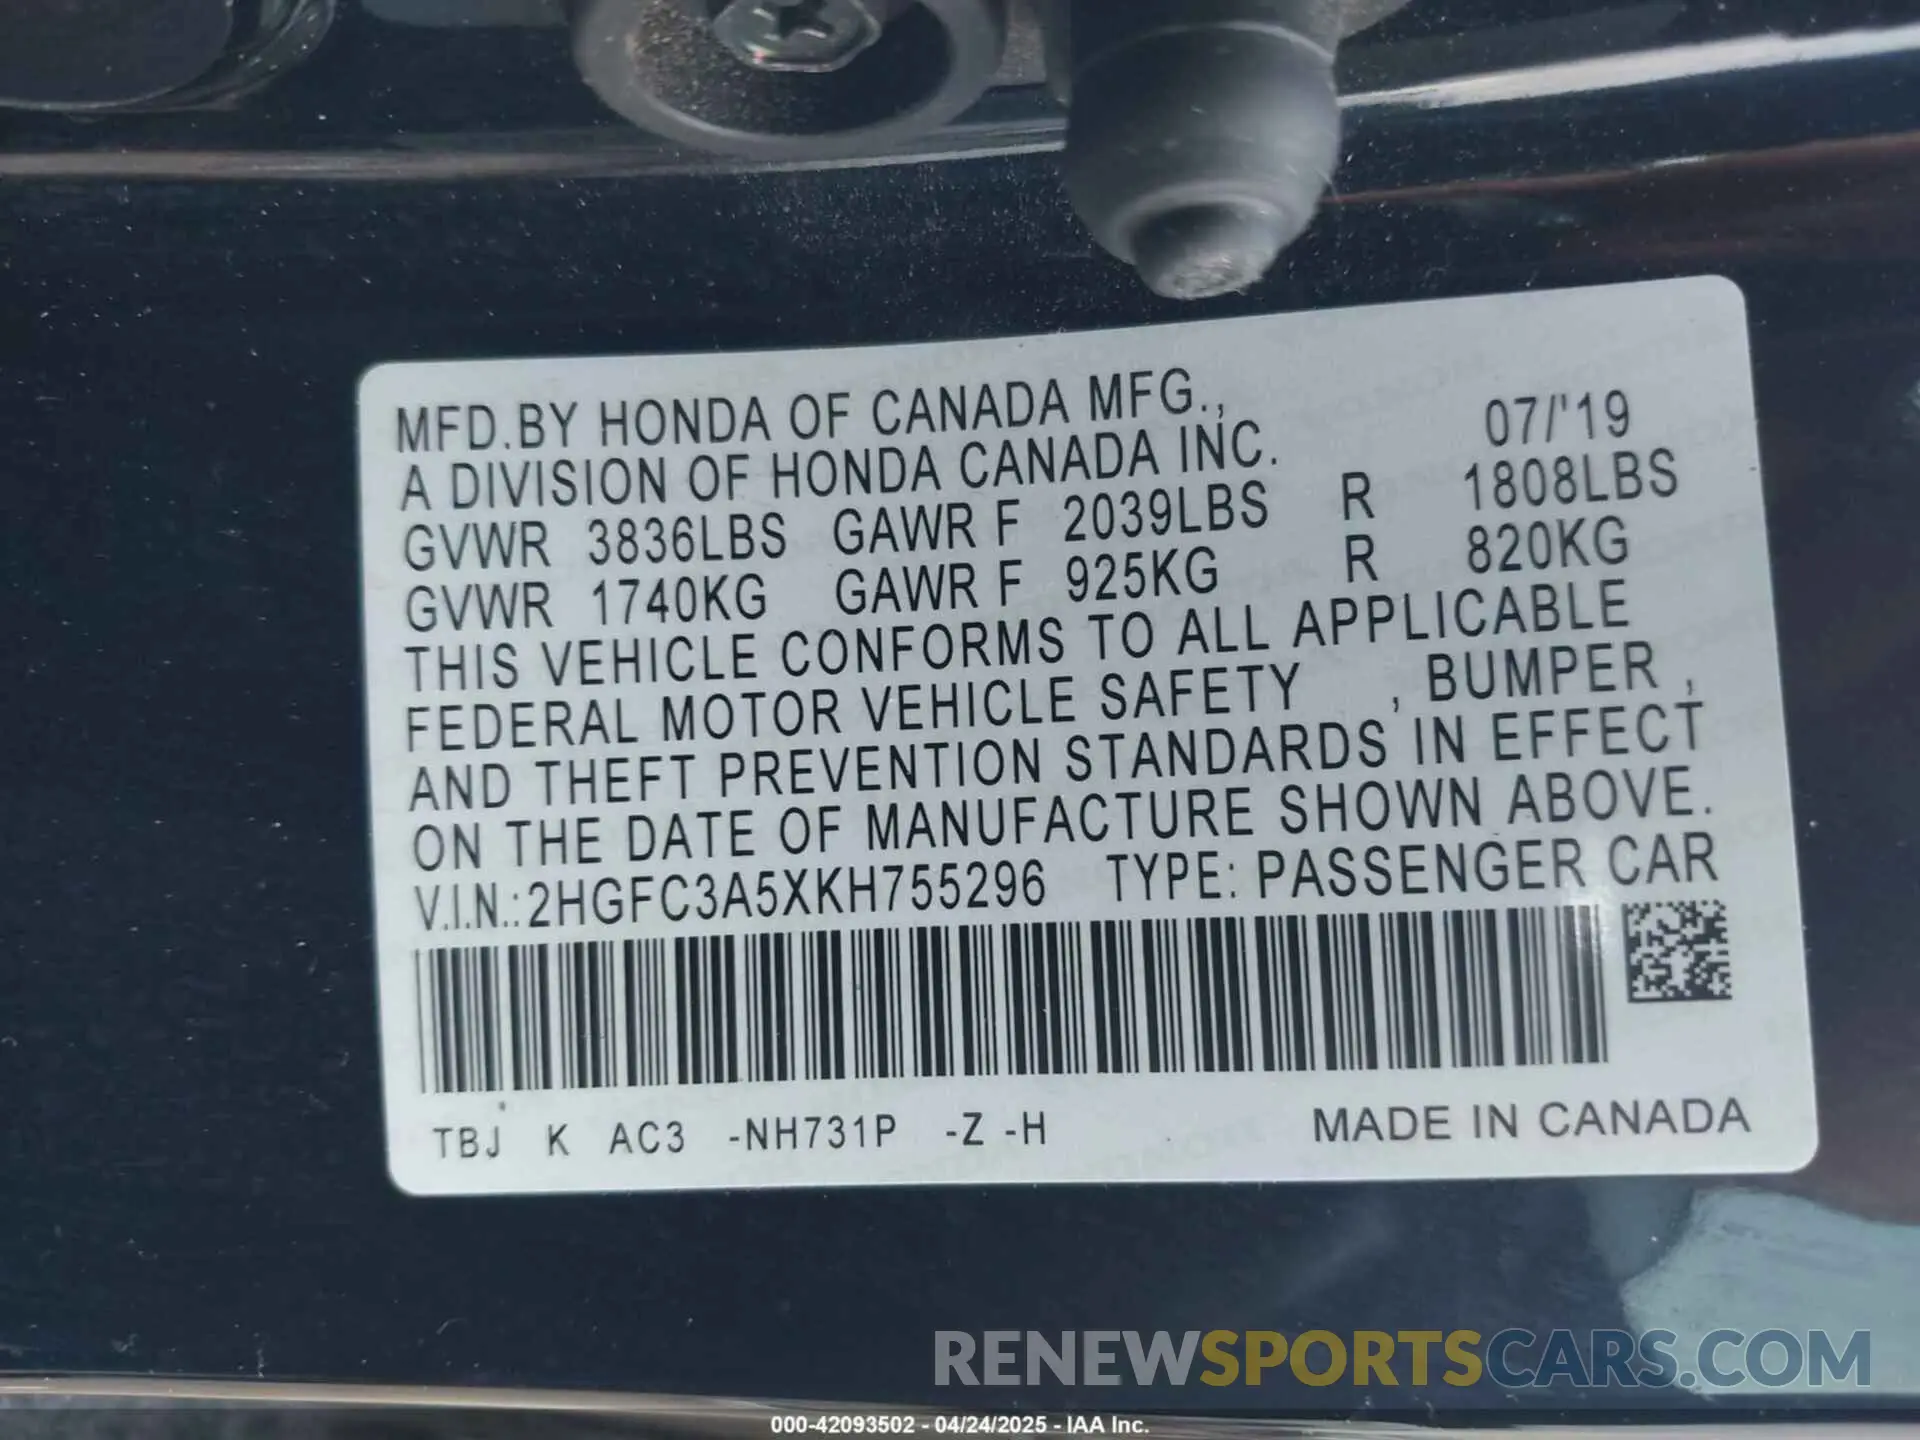 MFD.BY HONDA OF CANADA MFG.,
A DIVISION OF HONDA CANADA INC. 07/'19
GVWR 3836LBS GAWR F 2039LBS R 1808LBS
GVWR 1740KG GAWR F 925KG R 820KG
THIS VEHICLE CONFORMS TO ALL APPLICABLE
FEDERAL MOTOR VEHICLE SAFETY , BUMPER ,
AND THEFT PREVENTION STANDARDS IN EFFECT
ON THE DATE OF MANUFACTURE SHOWN ABOVE.
V.I.N.:2HGFC3A5XKH755296 TYPE: PASSENGER CAR
TBJ K AC3 -NH731P -Z -H MADE IN CANADA
RENEWSPORTSCARS.COM
000-42093502 - 04/24/2025 - IAA Inc.